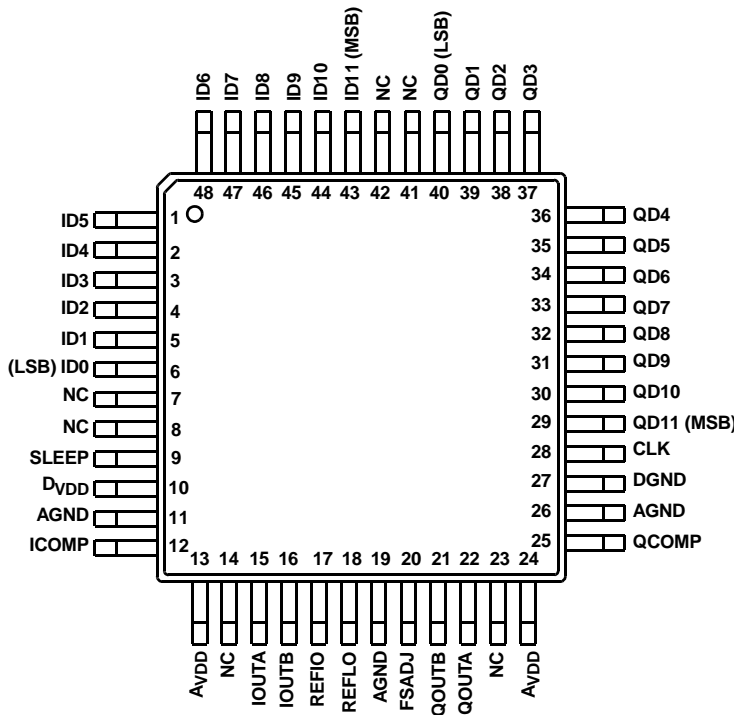 ID6
ID7
ID8
ID9
ID10
ID11 (MSB)
NC
NC
QD0 (LSB)
QD1
QD2
QD3
48 47 46 45 44 43 42 41 40 39 38 37
ID5 1
ID4 2
ID3 3
ID2 4
ID1 5
(LSB) ID0 6
NC 7
NC 8
SLEEP 9
DVDD 10
AGND 11
ICOMP 12
36 QD4
35 QD5
34 QD6
33 QD7
32 QD8
31 QD9
30 QD10
29 QD11 (MSB)
28 CLK
27 DGND
26 AGND
25 QCOMP
13 14 15 16 17 18 19 20 21 22 23 24
AVDD
NC
IOUTA
IOUTB
REFIO
REFLO
AGND
FSADJ
QOUTB
QOUTA
NC
AVDD